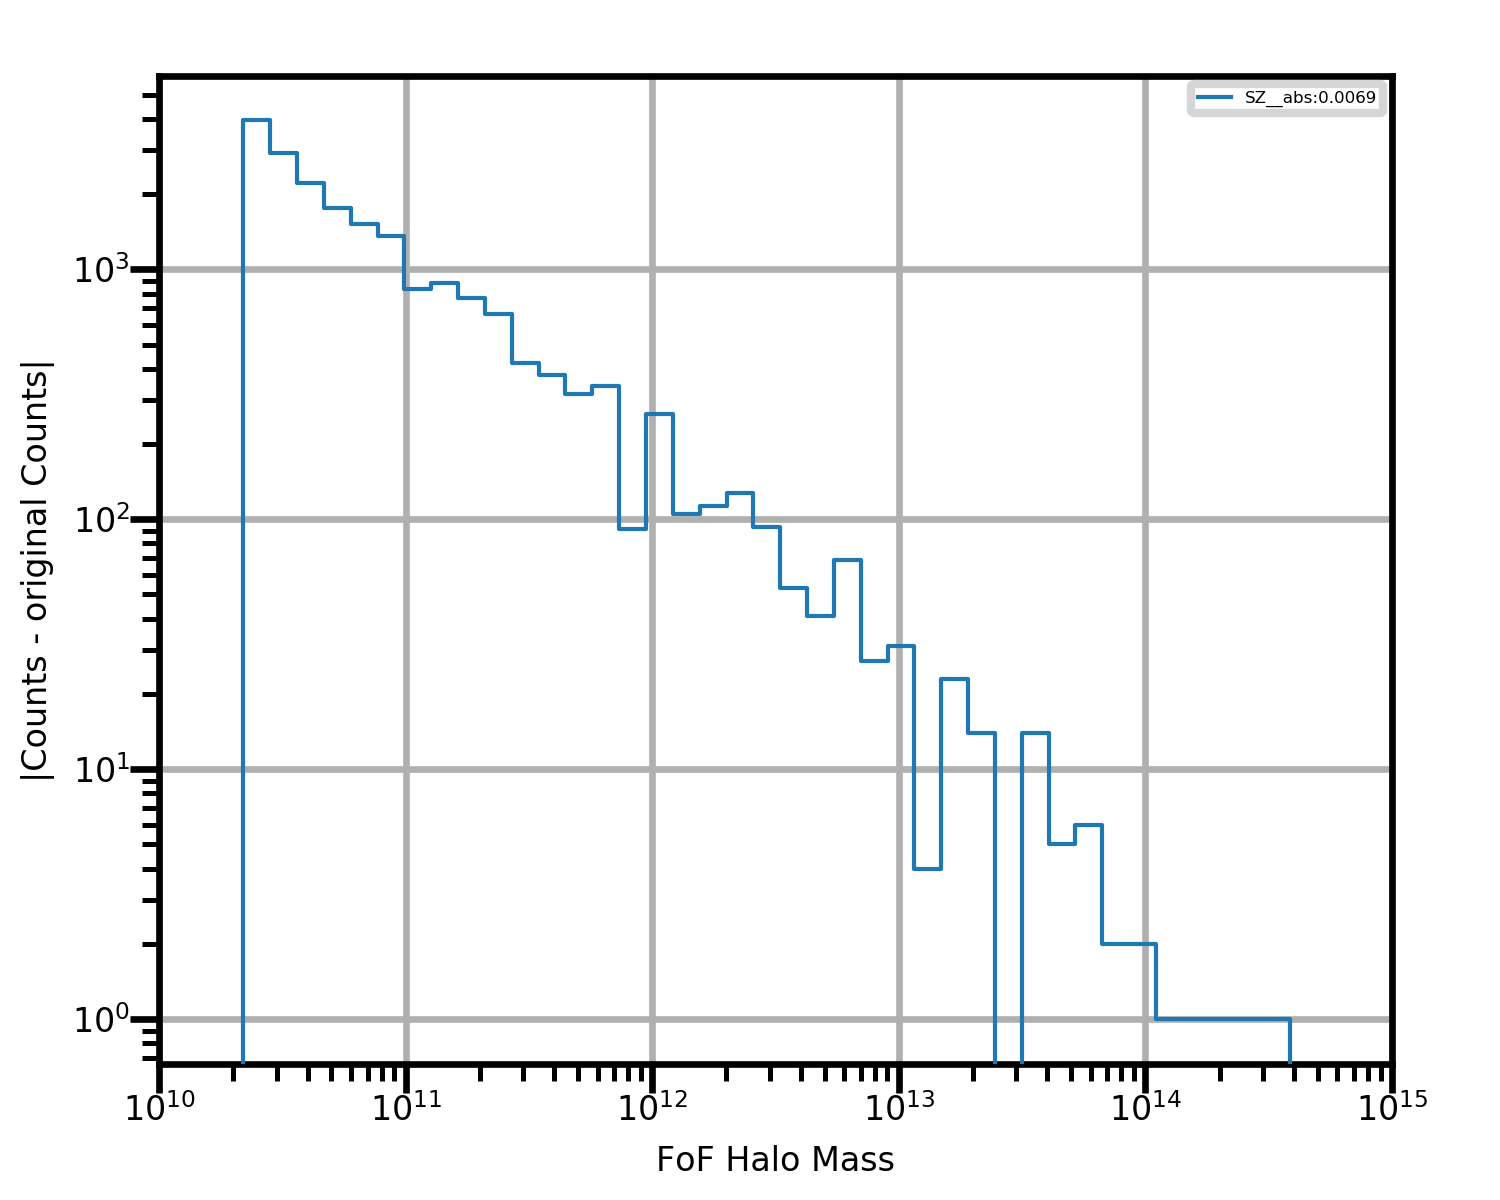 SZ__abs:0.0069
|Counts - original Counts|
10³
10²
10¹
10⁰
10¹⁰ 10¹¹ 10¹² 10¹³ 10¹⁴ 10¹⁵
FoF Halo Mass